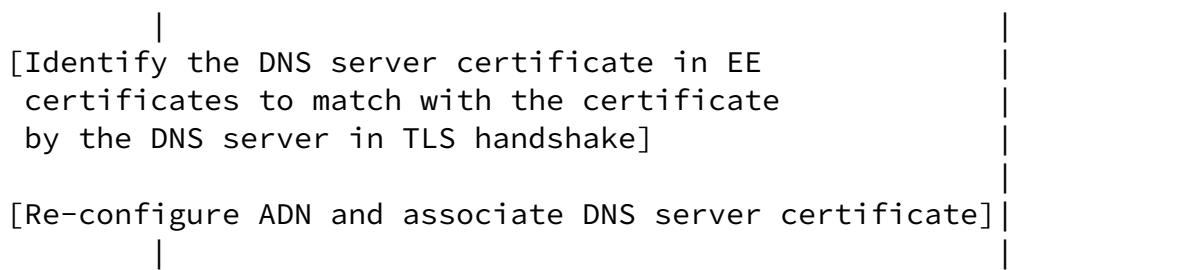 |                                              |
[Identify the DNS server certificate in EE             |
 certificates to match with the certificate            |
 by the DNS server in TLS handshake]                   |
                                                       |
[Re-configure ADN and associate DNS server certificate]|
        |                                              |